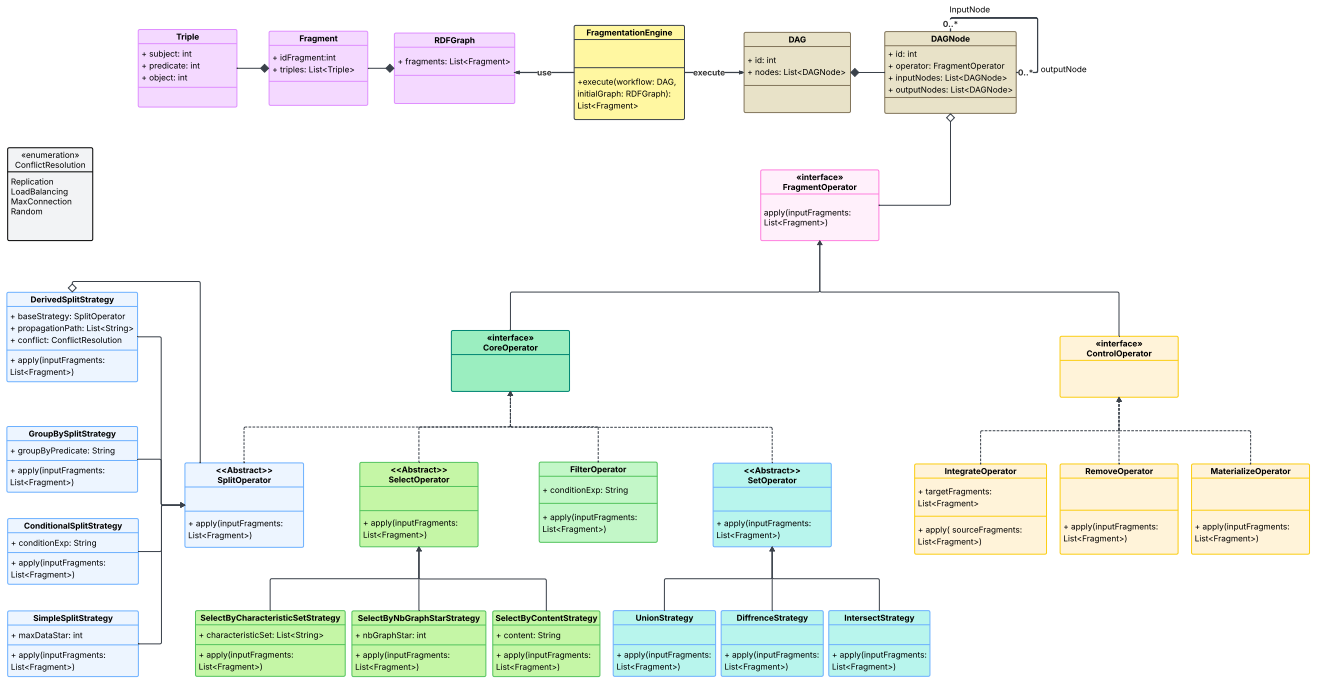 InputNode
0..*
Triple
+ subject: int
+ predicate: int
+ object: int
Fragment
+ idFragment:int
+ triples: List<Triple>
RDFGraph
+ fragments: List<Fragment>
use
FragmentationEngine
+execute(workflow: DAG,
initialGraph: RDFGraph):
List<Fragment>
execute
DAG
+ id: int
+ nodes: List<DAGNode>
DAGNode
+ id: int
+ operator: FragmentOperator
+ inputNodes: List<DAGNode>
+ outputNodes: List<DAGNode>
0..*
outputNode
«enumeration»
ConflictResolution
Replication
LoadBalancing
MaxConnection
Random
«interface»
FragmentOperator
apply(inputFragments:
List<Fragment>)
DerivedSplitStrategy
+ baseStrategy: SplitOperator
+ propagationPath: List<String>
+ conflict: ConflictResolution
+ apply(inputFragments:
List<Fragment>)
«interface»
CoreOperator
«interface»
ControlOperator
GroupBySplitStrategy
+ groupByPredicate: String
+ apply(inputFragments:
List<Fragment>)
<<Abstract>>
SplitOperator
+ apply(inputFragments:
List<Fragment>)
<<Abstract>>
SelectOperator
+ apply(inputFragments:
List<Fragment>)
FilterOperator
+ conditionExp: String
+ apply(inputFragments:
List<Fragment>)
<<Abstract>>
SetOperator
+ apply(inputFragments:
List<Fragment>)
IntegrateOperator
+ targetFragments:
List<Fragment>
+ apply( sourceFragments:
List<Fragment>)
RemoveOperator
+ apply(inputFragments:
List<Fragment>)
MaterializeOperator
+ apply(inputFragments:
List<Fragment>)
ConditionalSplitStrategy
+ conditionExp: String
+ apply(inputFragments:
List<Fragment>)
SimpleSplitStrategy
+ maxDataStar: int
+ apply(inputFragments:
List<Fragment>)
SelectByCharacteristicSetStrategy
+ characteristicSet: List<String>
+ apply(inputFragments:
List<Fragment>)
SelectByNbGraphStarStrategy
+ nbGraphStar: int
+ apply(inputFragments:
List<Fragment>)
SelectByContentStrategy
+ content: String
+ apply(inputFragments:
List<Fragment>)
UnionStrategy
+ apply(inputFragments:
List<Fragment>)
DiffrenceStrategy
+ apply(inputFragments:
List<Fragment>)
IntersectStrategy
+ apply(inputFragments:
List<Fragment>)